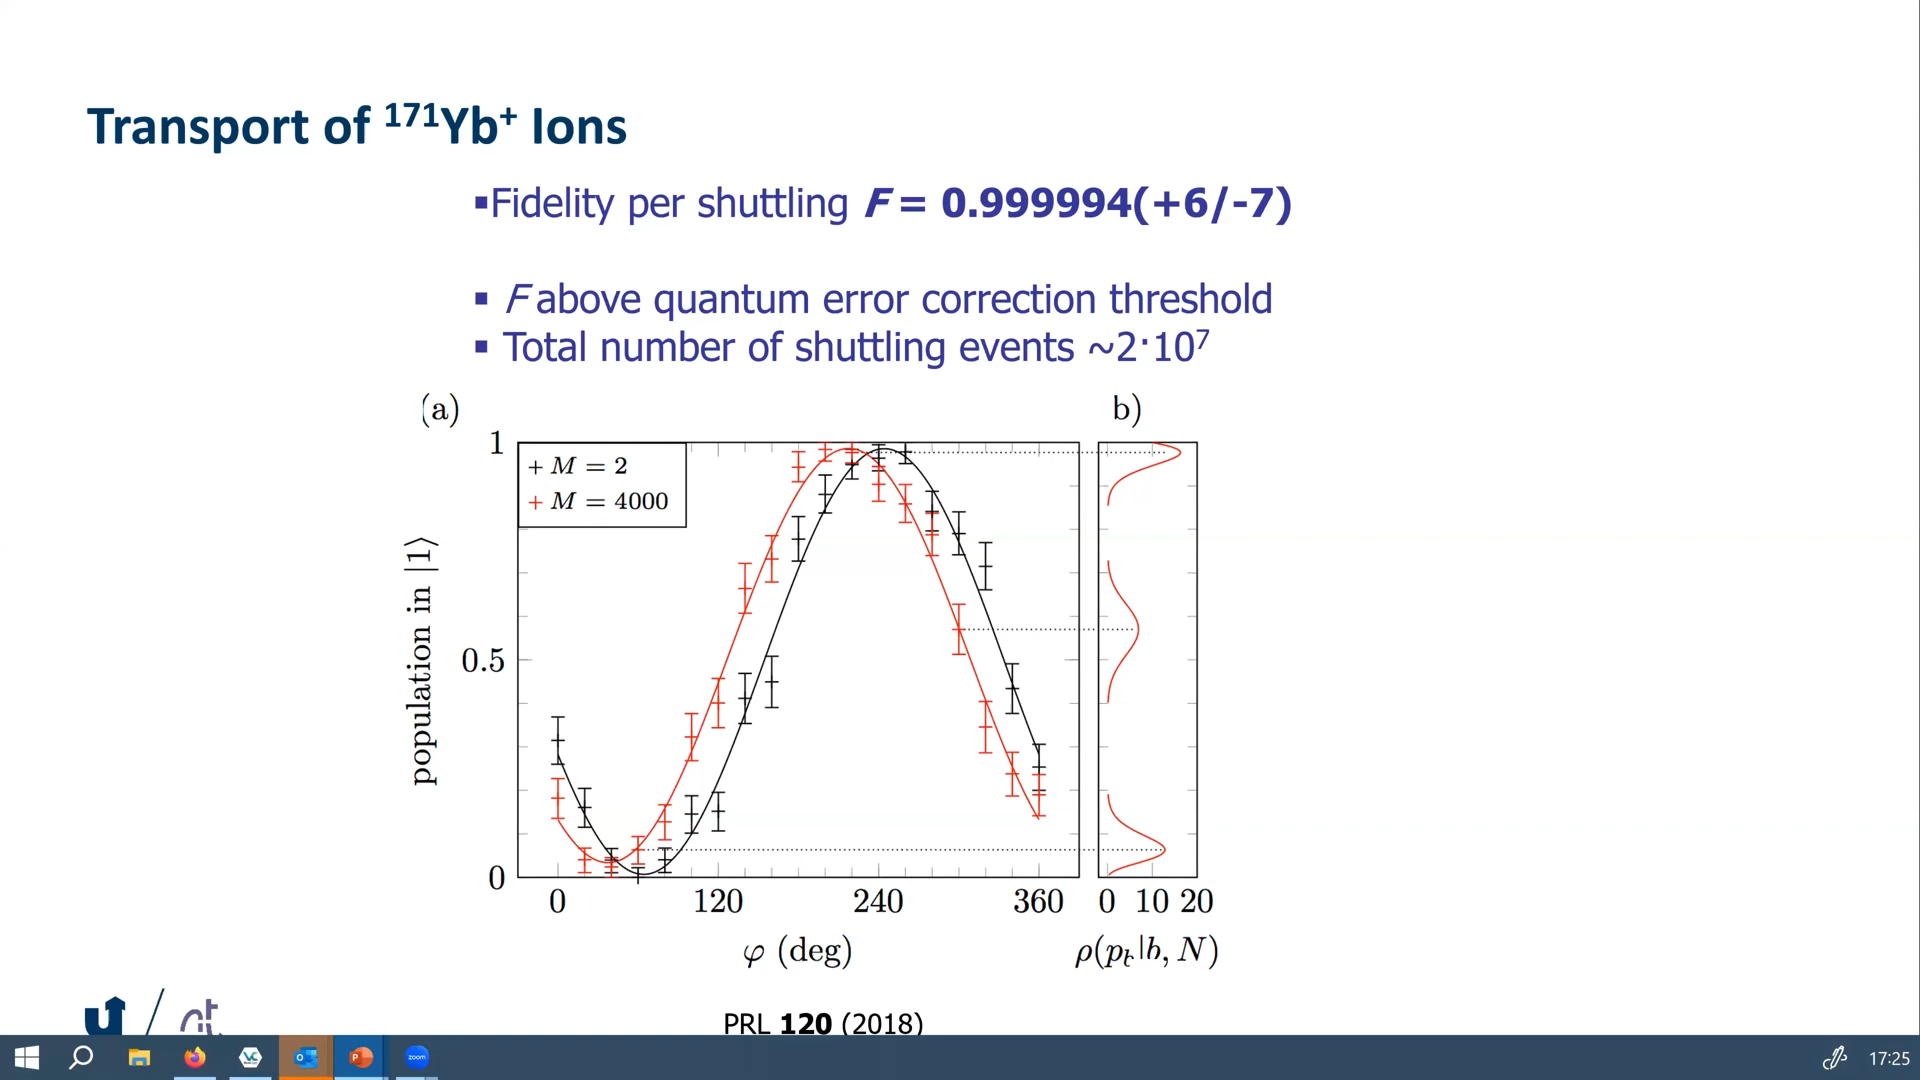 Transport of ¹⁷¹Yb⁺ Ions
▪Fidelity per shuttling F = 0.999994(+6/-7)
▪ F above quantum error correction threshold
▪ Total number of shuttling events ~2·10⁷
(a)
b)
1
+ M = 2
+ M = 4000
population in |1⟩
0.5
0
0 120 240 360 0 10 20
φ (deg)
ρ(pₜ|b, N)
PRL 120 (2018)
zoom
17:25